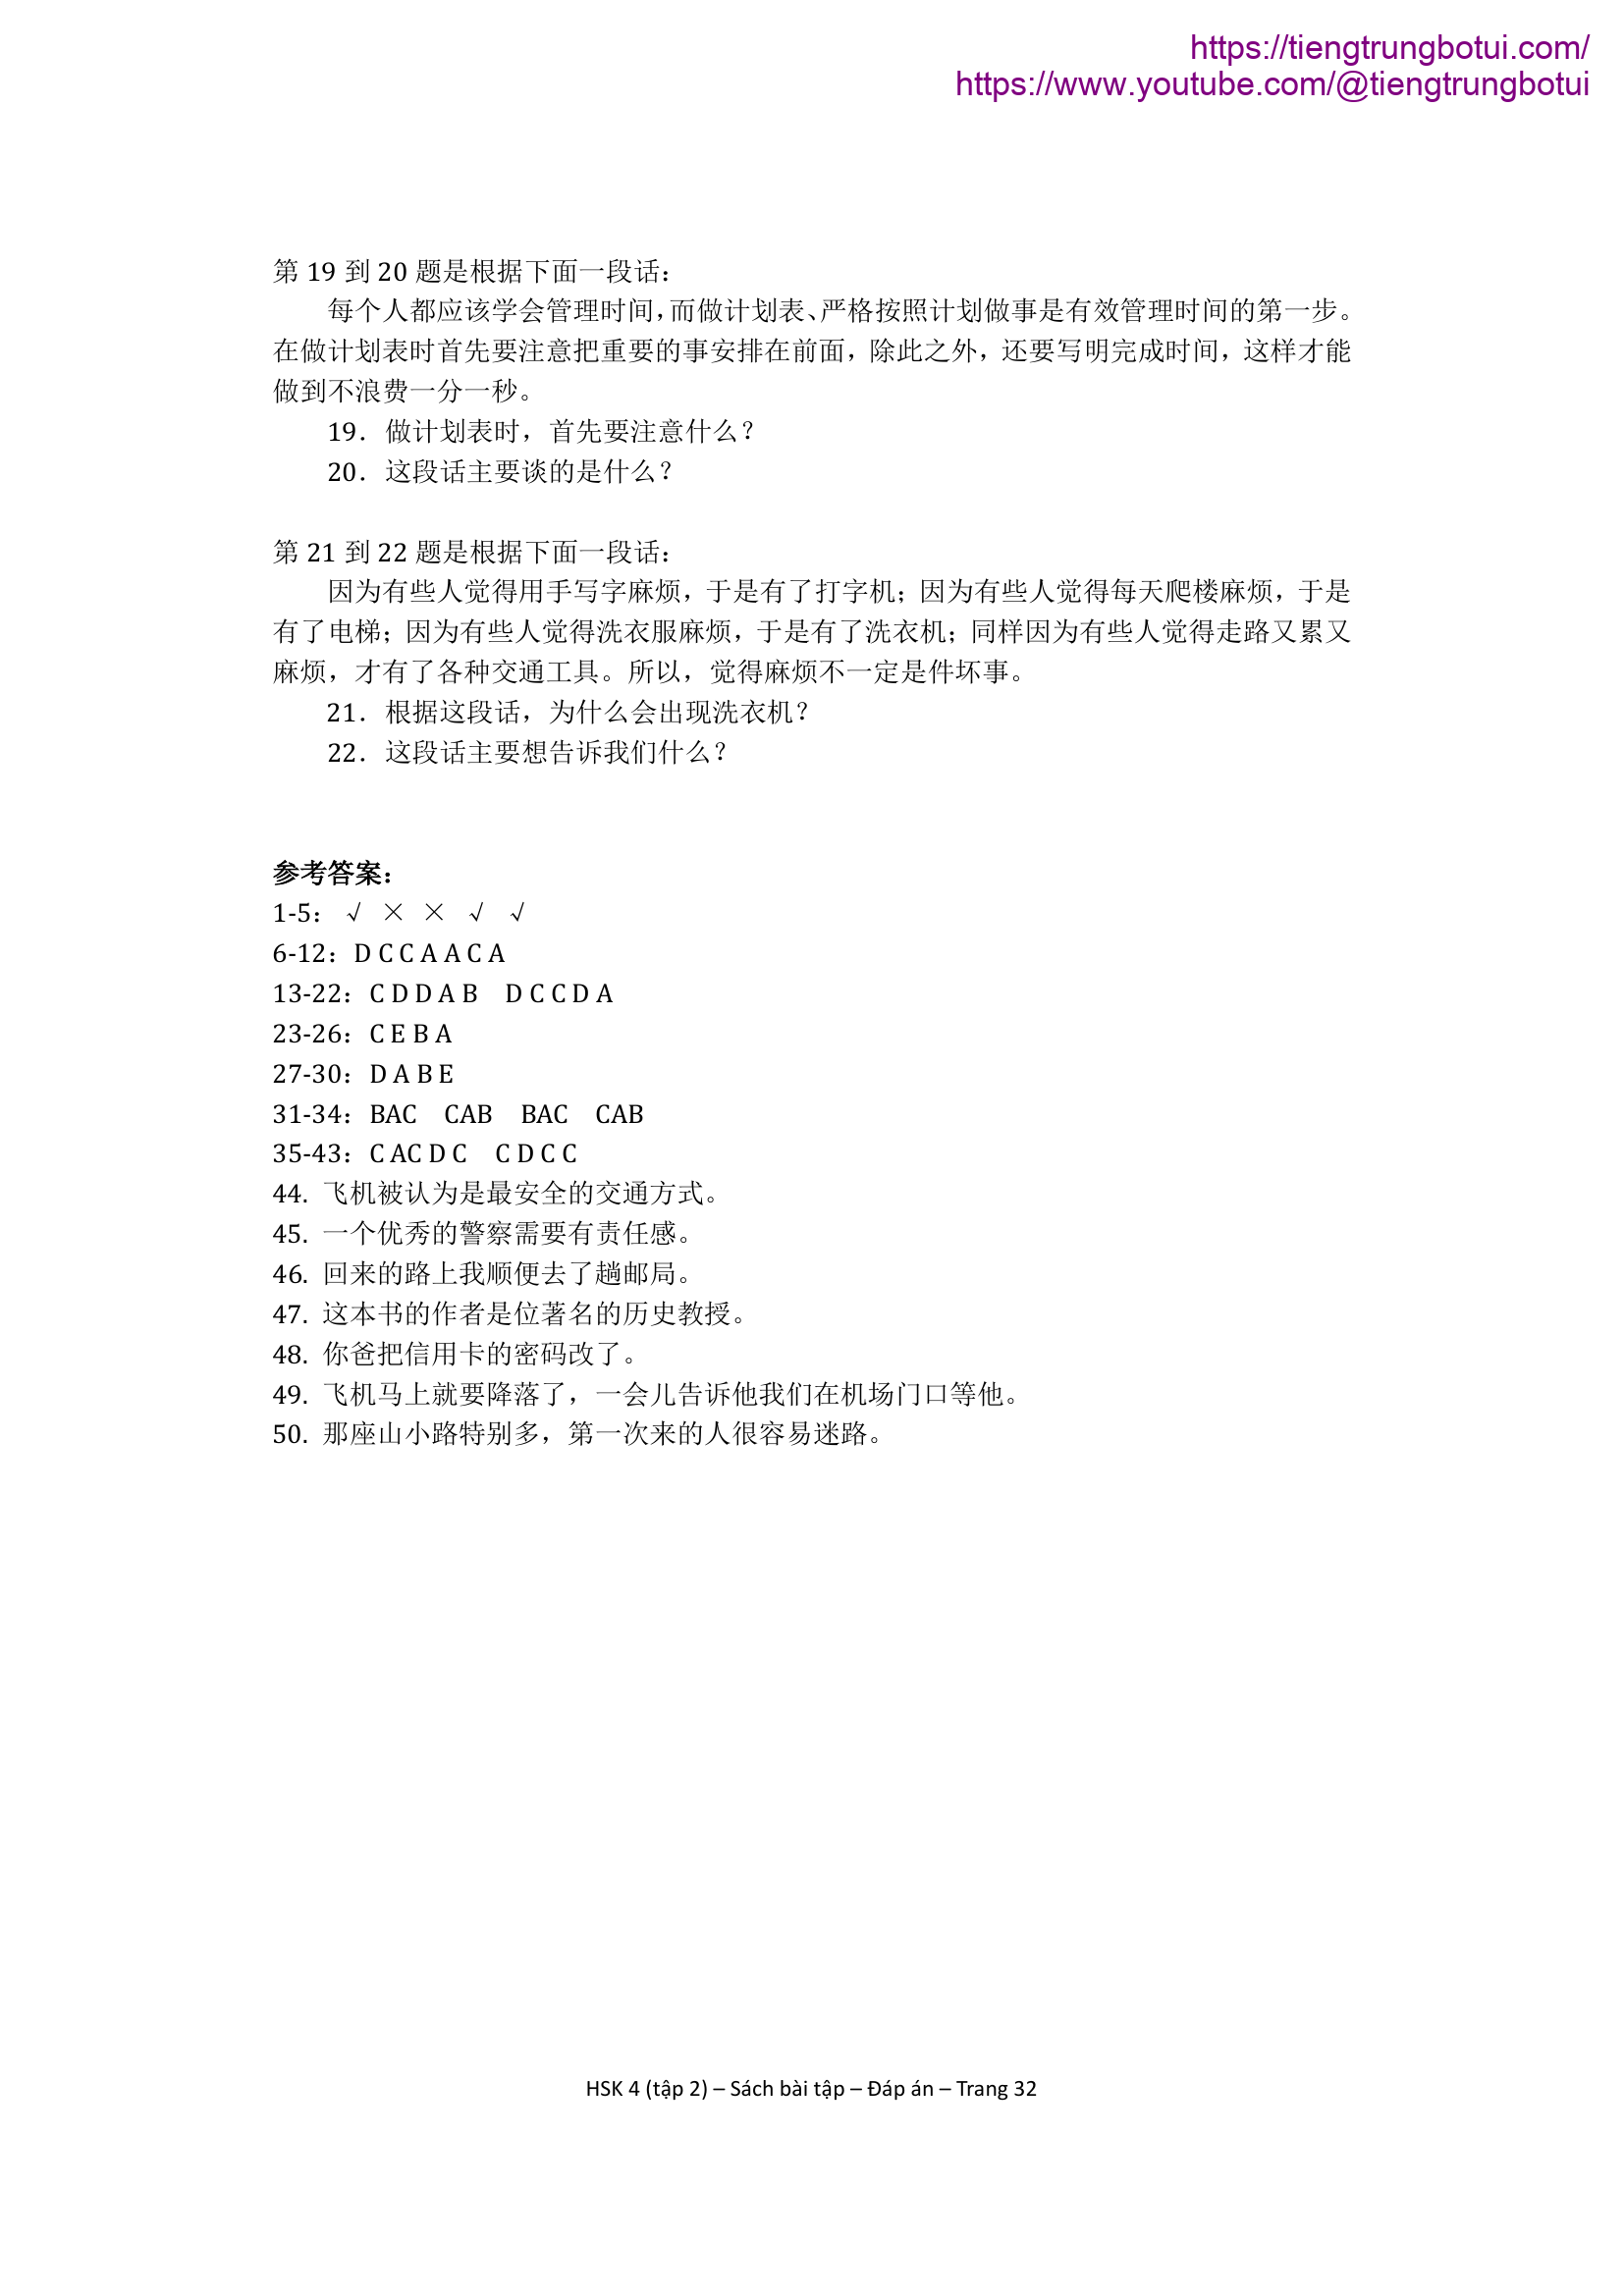 https://tiengtrungbotui.com/
https://www.youtube.com/@tiengtrungbotui
第 19 到 20 题是根据下面一段话：
每个人都应该学会管理时间，而做计划表、严格按照计划做事是有效管理时间的第一步。
在做计划表时首先要注意把重要的事安排在前面，除此之外，还要写明完成时间，这样才能
做到不浪费一分一秒。
19．做计划表时，首先要注意什么？
20．这段话主要谈的是什么？
第 21 到 22 题是根据下面一段话：
因为有些人觉得用手写字麻烦，于是有了打字机；因为有些人觉得每天爬楼麻烦，于是
有了电梯；因为有些人觉得洗衣服麻烦，于是有了洗衣机；同样因为有些人觉得走路又累又
麻烦，才有了各种交通工具。所以，觉得麻烦不一定是件坏事。
21．根据这段话，为什么会出现洗衣机？
22．这段话主要想告诉我们什么？
参考答案：
1-5： √ × × √ √
6-12：D C C A A C A
13-22：C D D A B D C C D A
23-26：C E B A
27-30：D A B E
31-34：BAC CAB BAC CAB
35-43：C AC D C C D C C
44. 飞机被认为是最安全的交通方式。
45. 一个优秀的警察需要有责任感。
46. 回来的路上我顺便去了趟邮局。
47. 这本书的作者是位著名的历史教授。
48. 你爸把信用卡的密码改了。
49. 飞机马上就要降落了，一会儿告诉他我们在机场门口等他。
50. 那座山小路特别多，第一次来的人很容易迷路。
HSK 4 (tập 2) – Sách bài tập – Đáp án – Trang 32